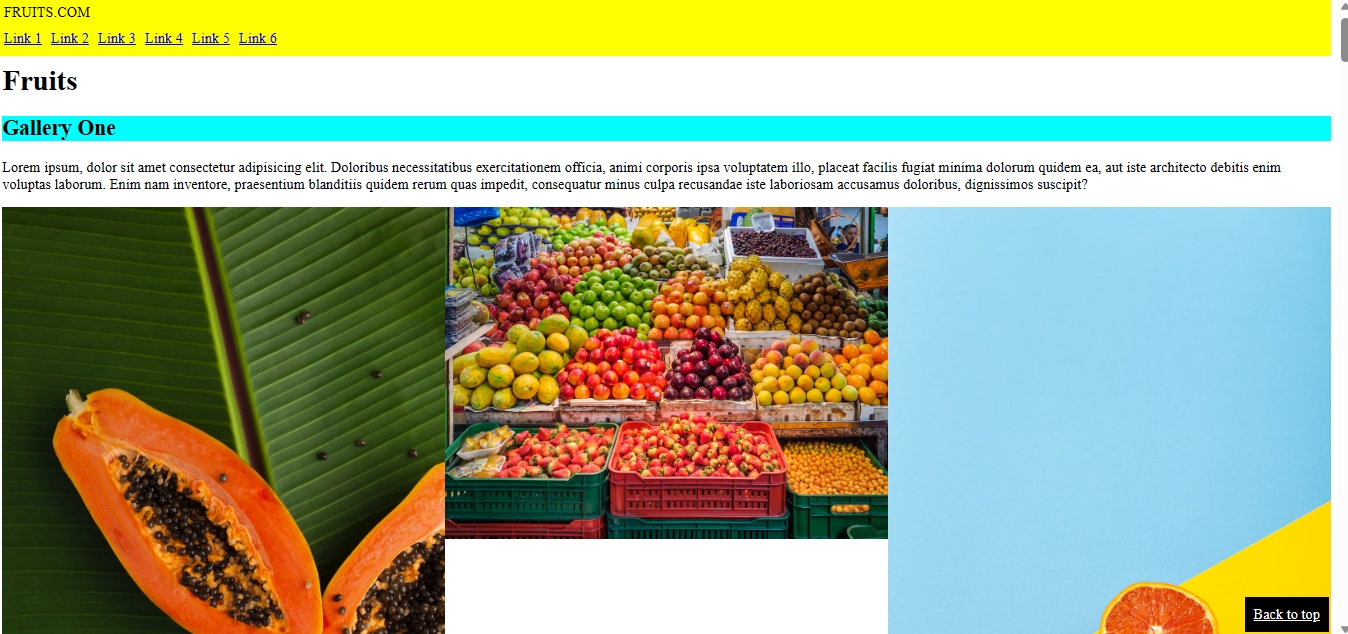 FRUITS.COM
Link 1 Link 2 Link 3 Link 4 Link 5 Link 6
Fruits
Gallery One
Lorem ipsum, dolor sit amet consectetur adipisicing elit. Doloribus necessitatibus exercitationem officia, animi corporis ipsa voluptatem illo, placeat facilis fugiat minima dolorum quidem ea, aut iste architecto debitis enim
voluptas laborum. Enim nam inventore, praesentium blanditiis quidem rerum quas impedit, consequatur minus culpa recusandae iste laboriosam accusamus doloribus, dignissimos suscipit?
Back to top